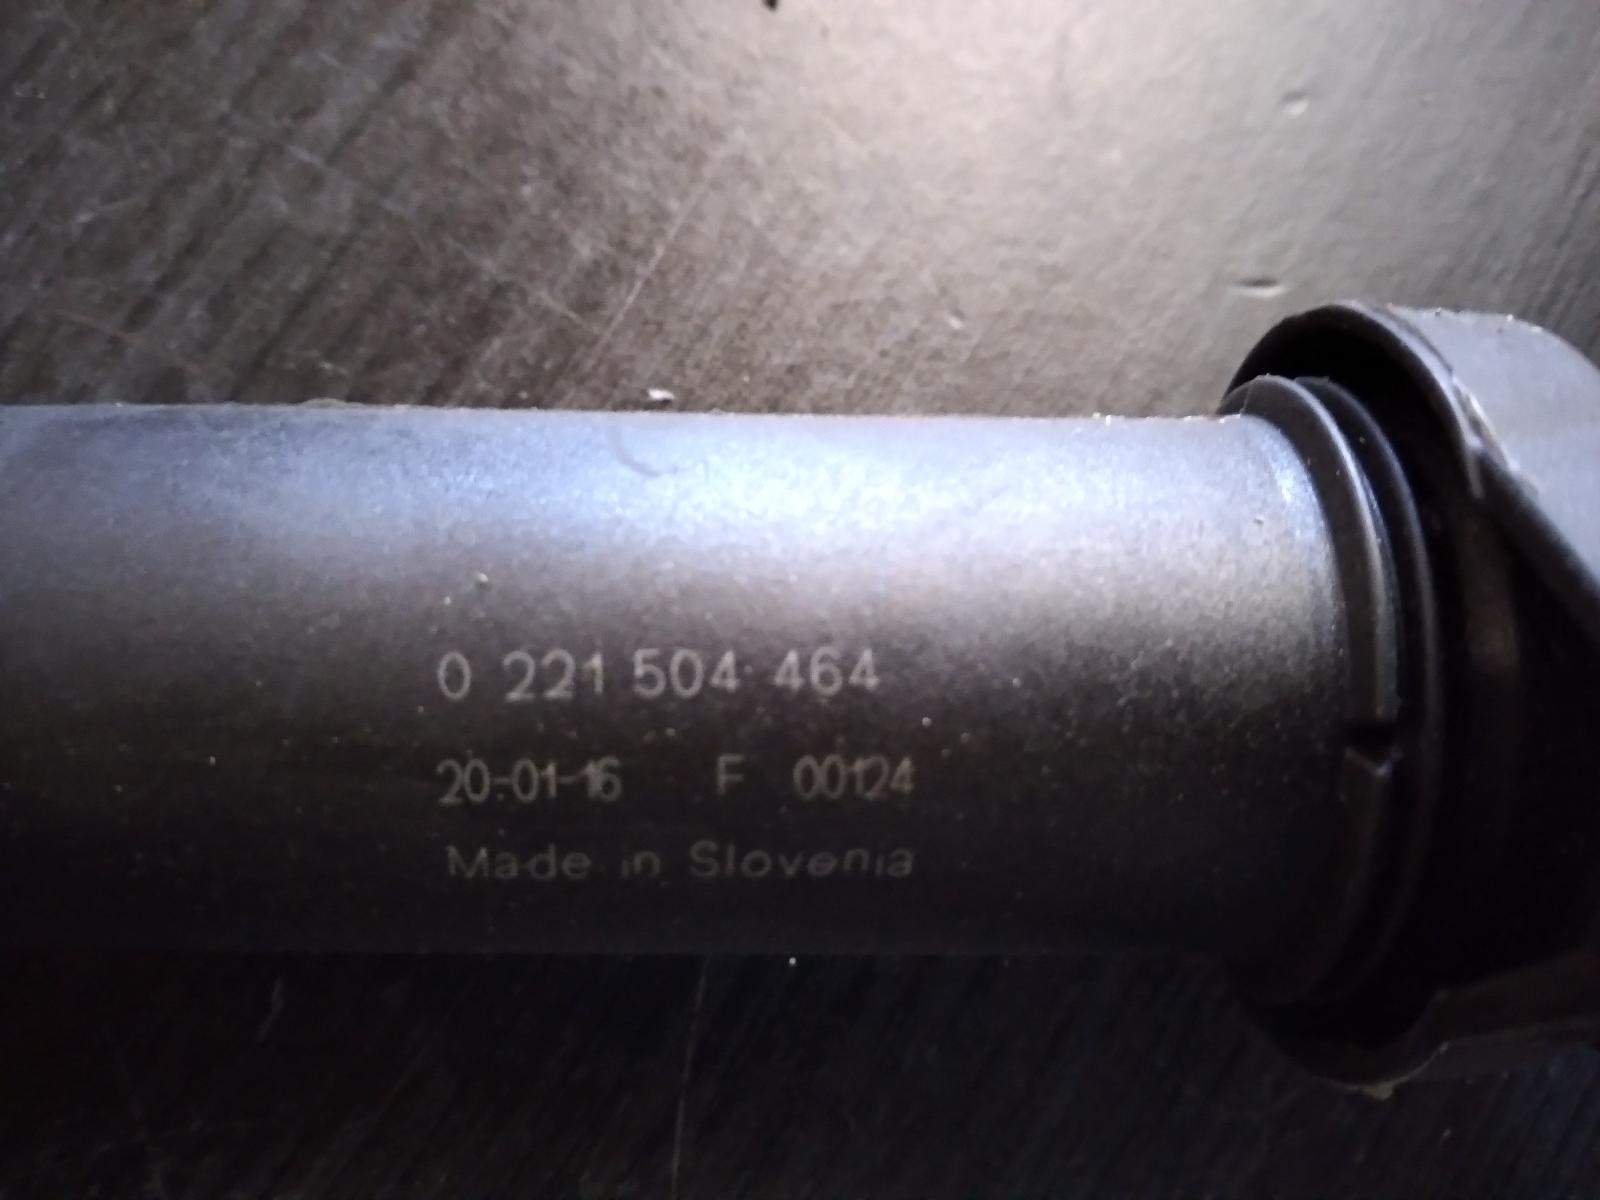 0 221 504 464
20-01-16 F 00124
Made in Slovenia